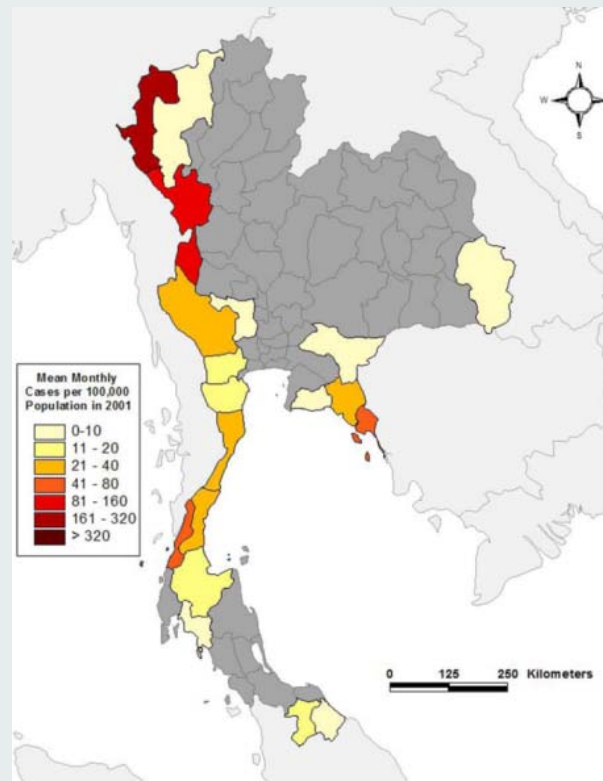 N
W E
S
Mean Monthly
Cases per 100,000
Population in 2001
0-10
11 - 20
21 - 40
41 - 80
81 - 160
161 - 320
> 320
0 125 250 Kilometers